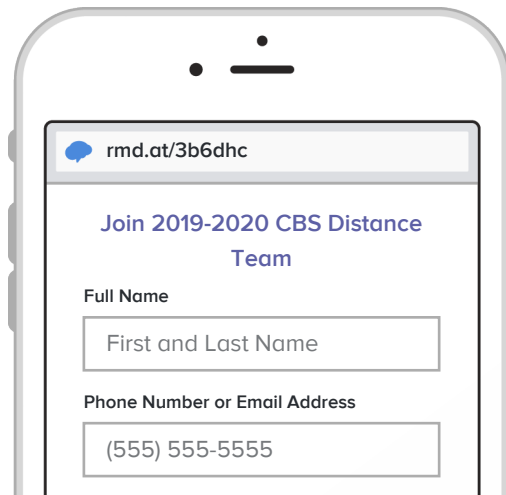 rmd.at/3b6dhc
Join 2019-2020 CBS Distance
Team
Full Name
First and Last Name
Phone Number or Email Address
(555) 555-5555